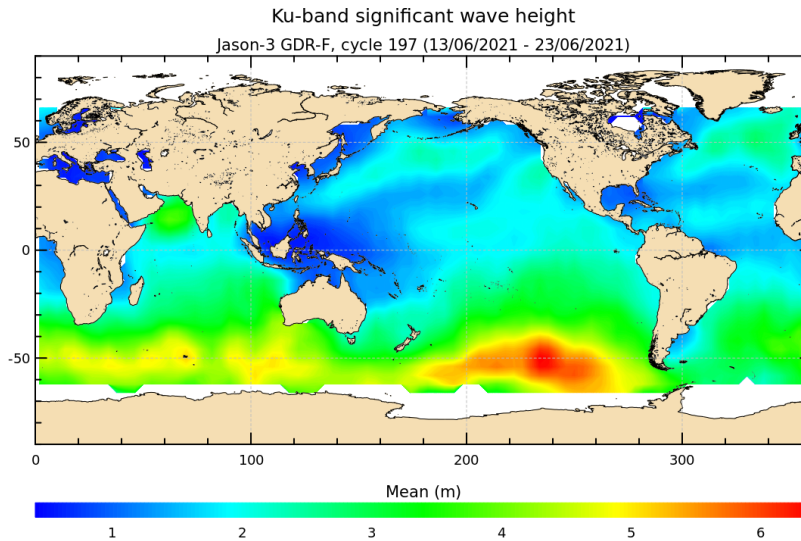 Ku-band significant wave height
Jason-3 GDR-F, cycle 197 (13/06/2021 - 23/06/2021)
50
0
-50
0 100 200 300
Mean (m)
1 2 3 4 5 6